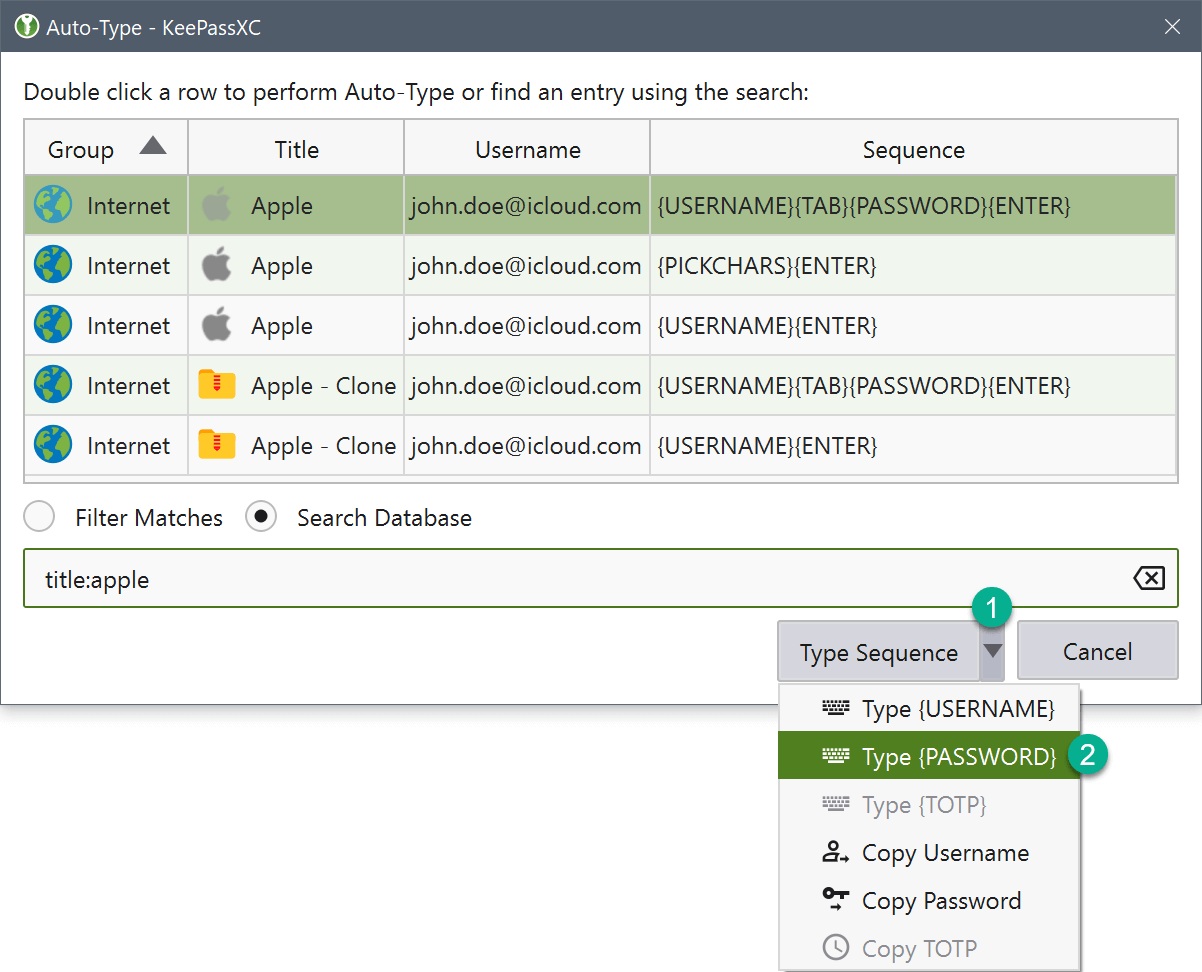 Auto-Type - KeePassXC
Double click a row to perform Auto-Type or find an entry using the search:
Group Title Username Sequence
Internet Apple john.doe@icloud.com {USERNAME}{TAB}{PASSWORD}{ENTER}
Internet Apple john.doe@icloud.com {PICKCHARS}{ENTER}
Internet Apple john.doe@icloud.com {USERNAME}{ENTER}
Internet Apple - Clone john.doe@icloud.com {USERNAME}{TAB}{PASSWORD}{ENTER}
Internet Apple - Clone john.doe@icloud.com {USERNAME}{ENTER}
Filter Matches Search Database
title:apple
1
Type Sequence Cancel
Type {USERNAME}
Type {PASSWORD} 2
Type {TOTP}
Copy Username
Copy Password
Copy TOTP